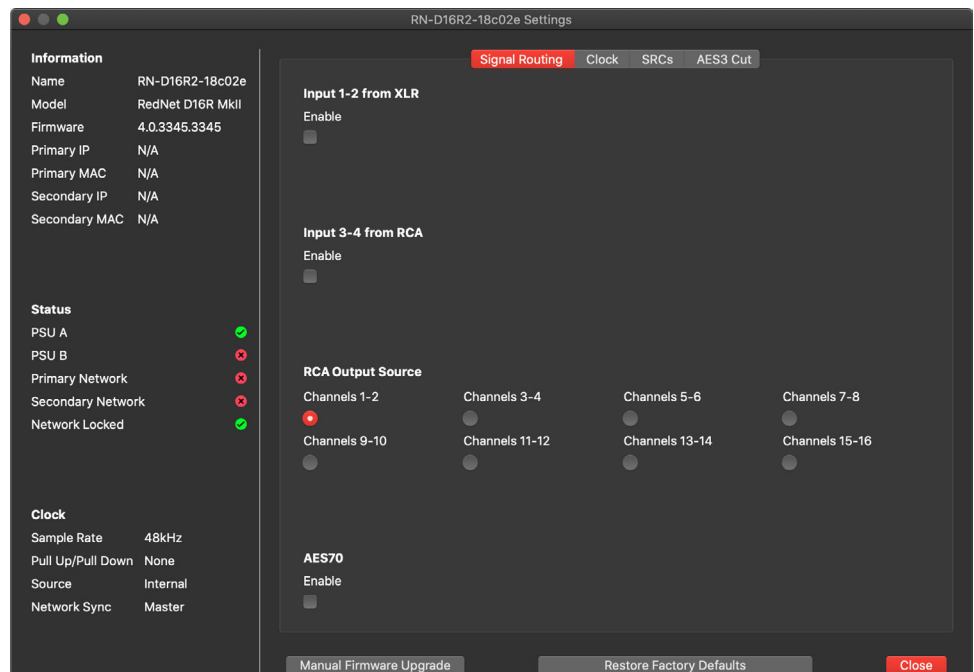 RN-D16R2-18c02e Settings
Information
Name RN-D16R2-18c02e
Model RedNet D16R MkII
Firmware 4.0.3345.3345
Primary IP N/A
Primary MAC N/A
Secondary IP N/A
Secondary MAC N/A
Status
PSU A
PSU B
Primary Network
Secondary Network
Network Locked
Clock
Sample Rate 48kHz
Pull Up/Pull Down None
Source Internal
Network Sync Master
Signal Routing Clock SRCs AES3 Cut
Input 1-2 from XLR
Enable
Input 3-4 from RCA
Enable
RCA Output Source
Channels 1-2 Channels 3-4 Channels 5-6 Channels 7-8
Channels 9-10 Channels 11-12 Channels 13-14 Channels 15-16
AES70
Enable
Manual Firmware Upgrade Restore Factory Defaults Close